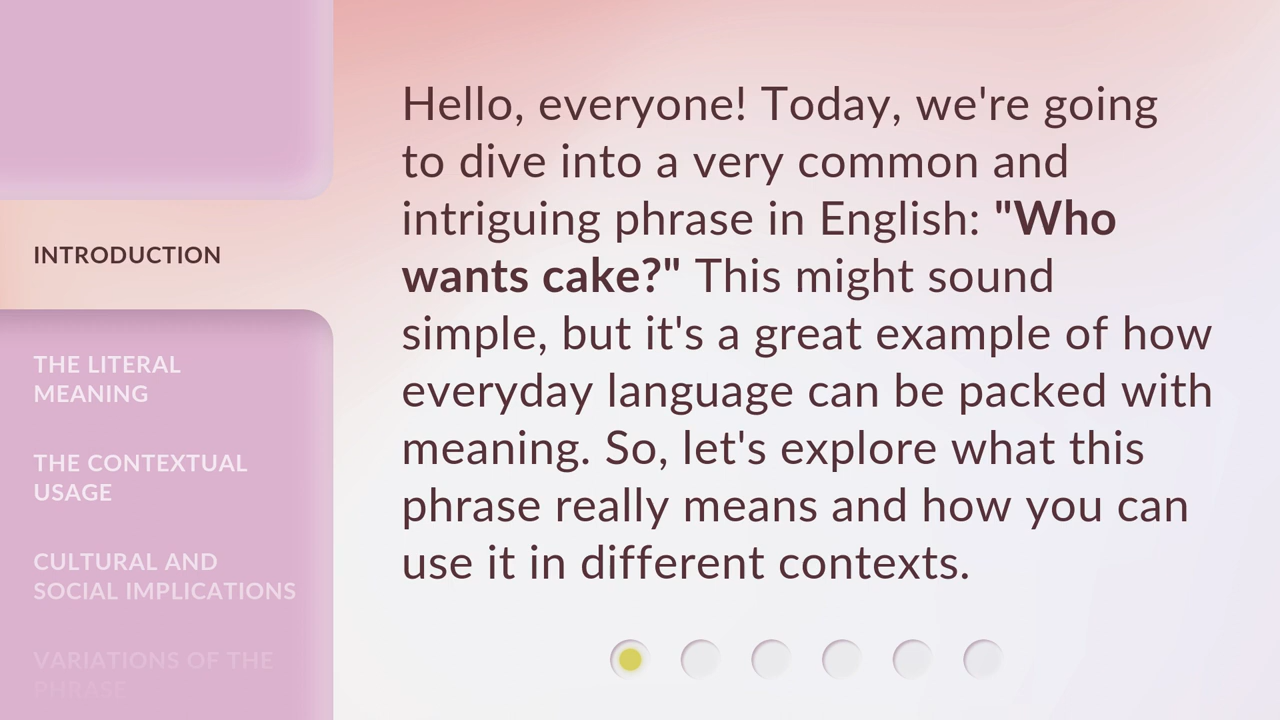 INTRODUCTION
THE LITERAL
MEANING
THE CONTEXTUAL
USAGE
CULTURAL AND
SOCIAL IMPLICATIONS
VARIATIONS OF THE
PHRASE
Hello, everyone! Today, we're going
to dive into a very common and
intriguing phrase in English: "Who
wants cake?" This might sound
simple, but it's a great example of how
everyday language can be packed with
meaning. So, let's explore what this
phrase really means and how you can
use it in different contexts.